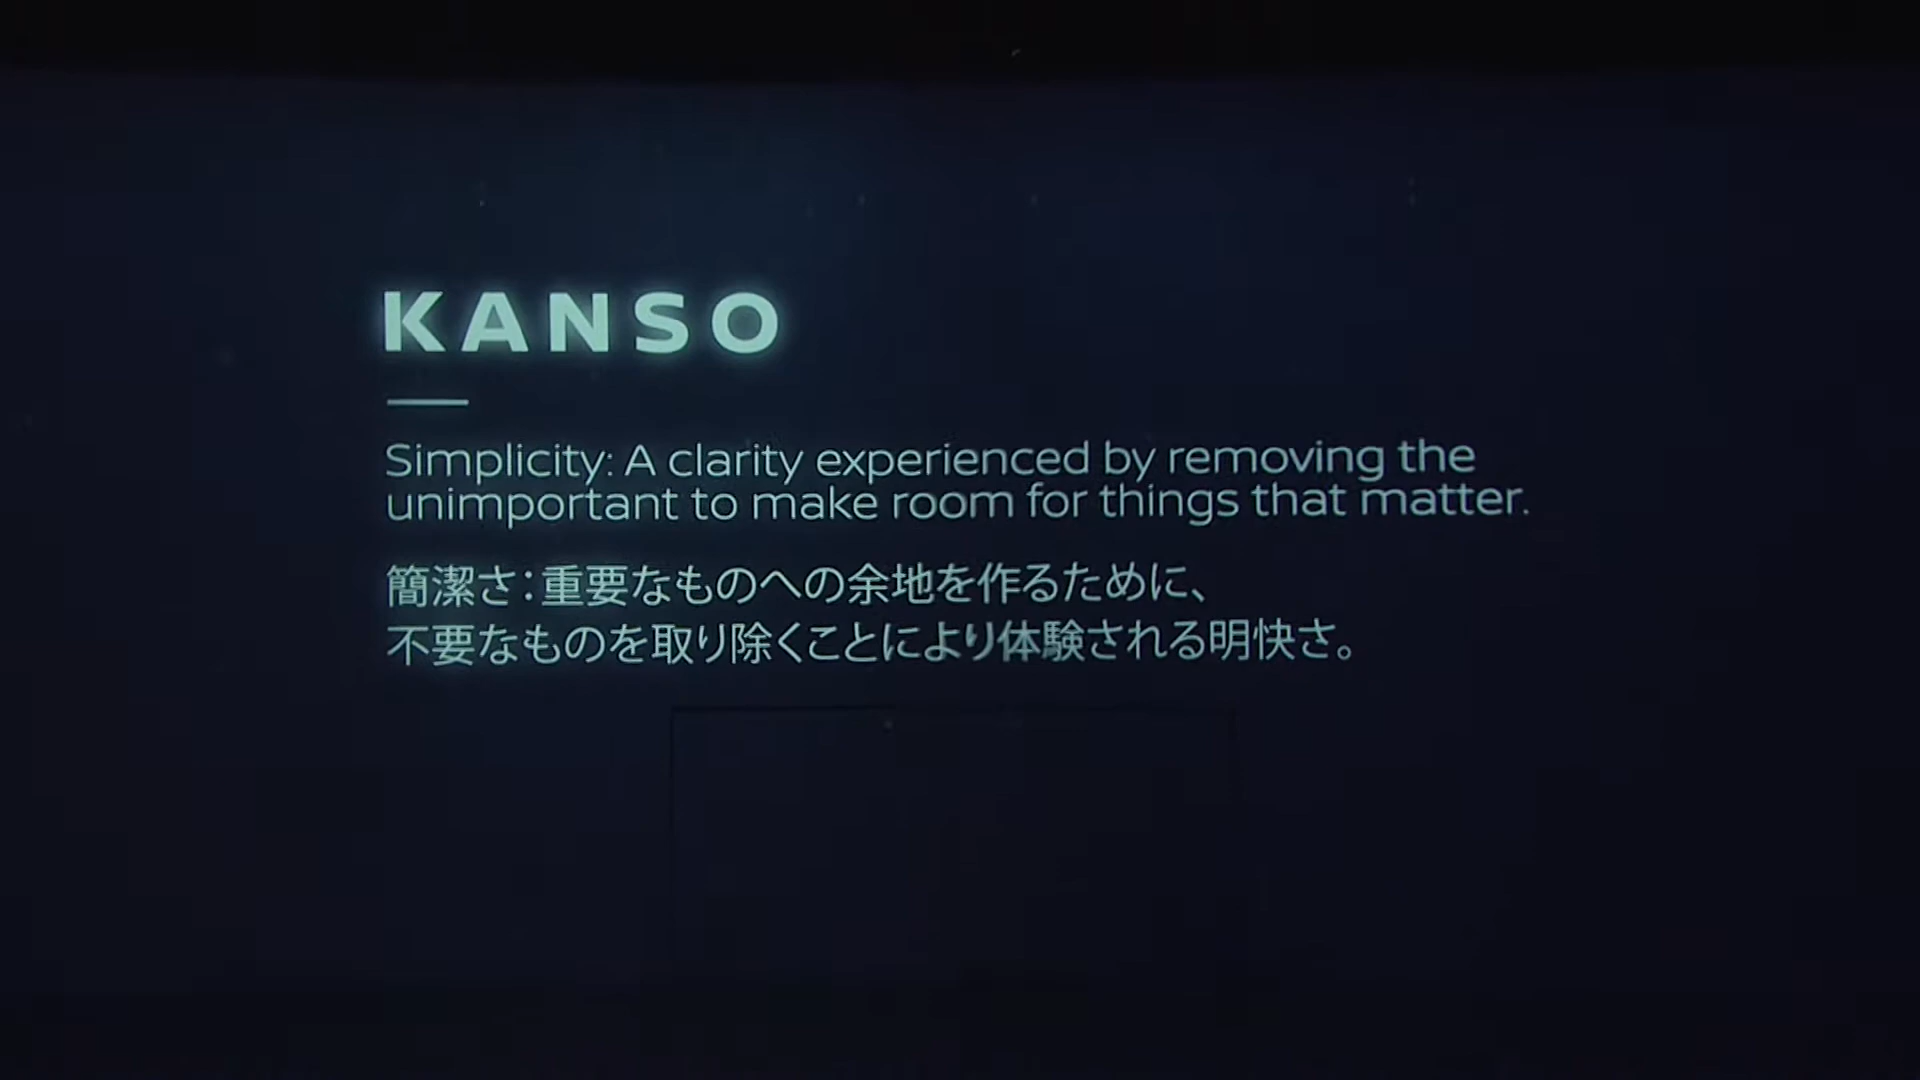 KANSO
Simplicity: A clarity experienced by removing the
unimportant to make room for things that matter.
簡潔さ：重要なものへの余地を作るために、
不要なものを取り除くことにより体験される明快さ。